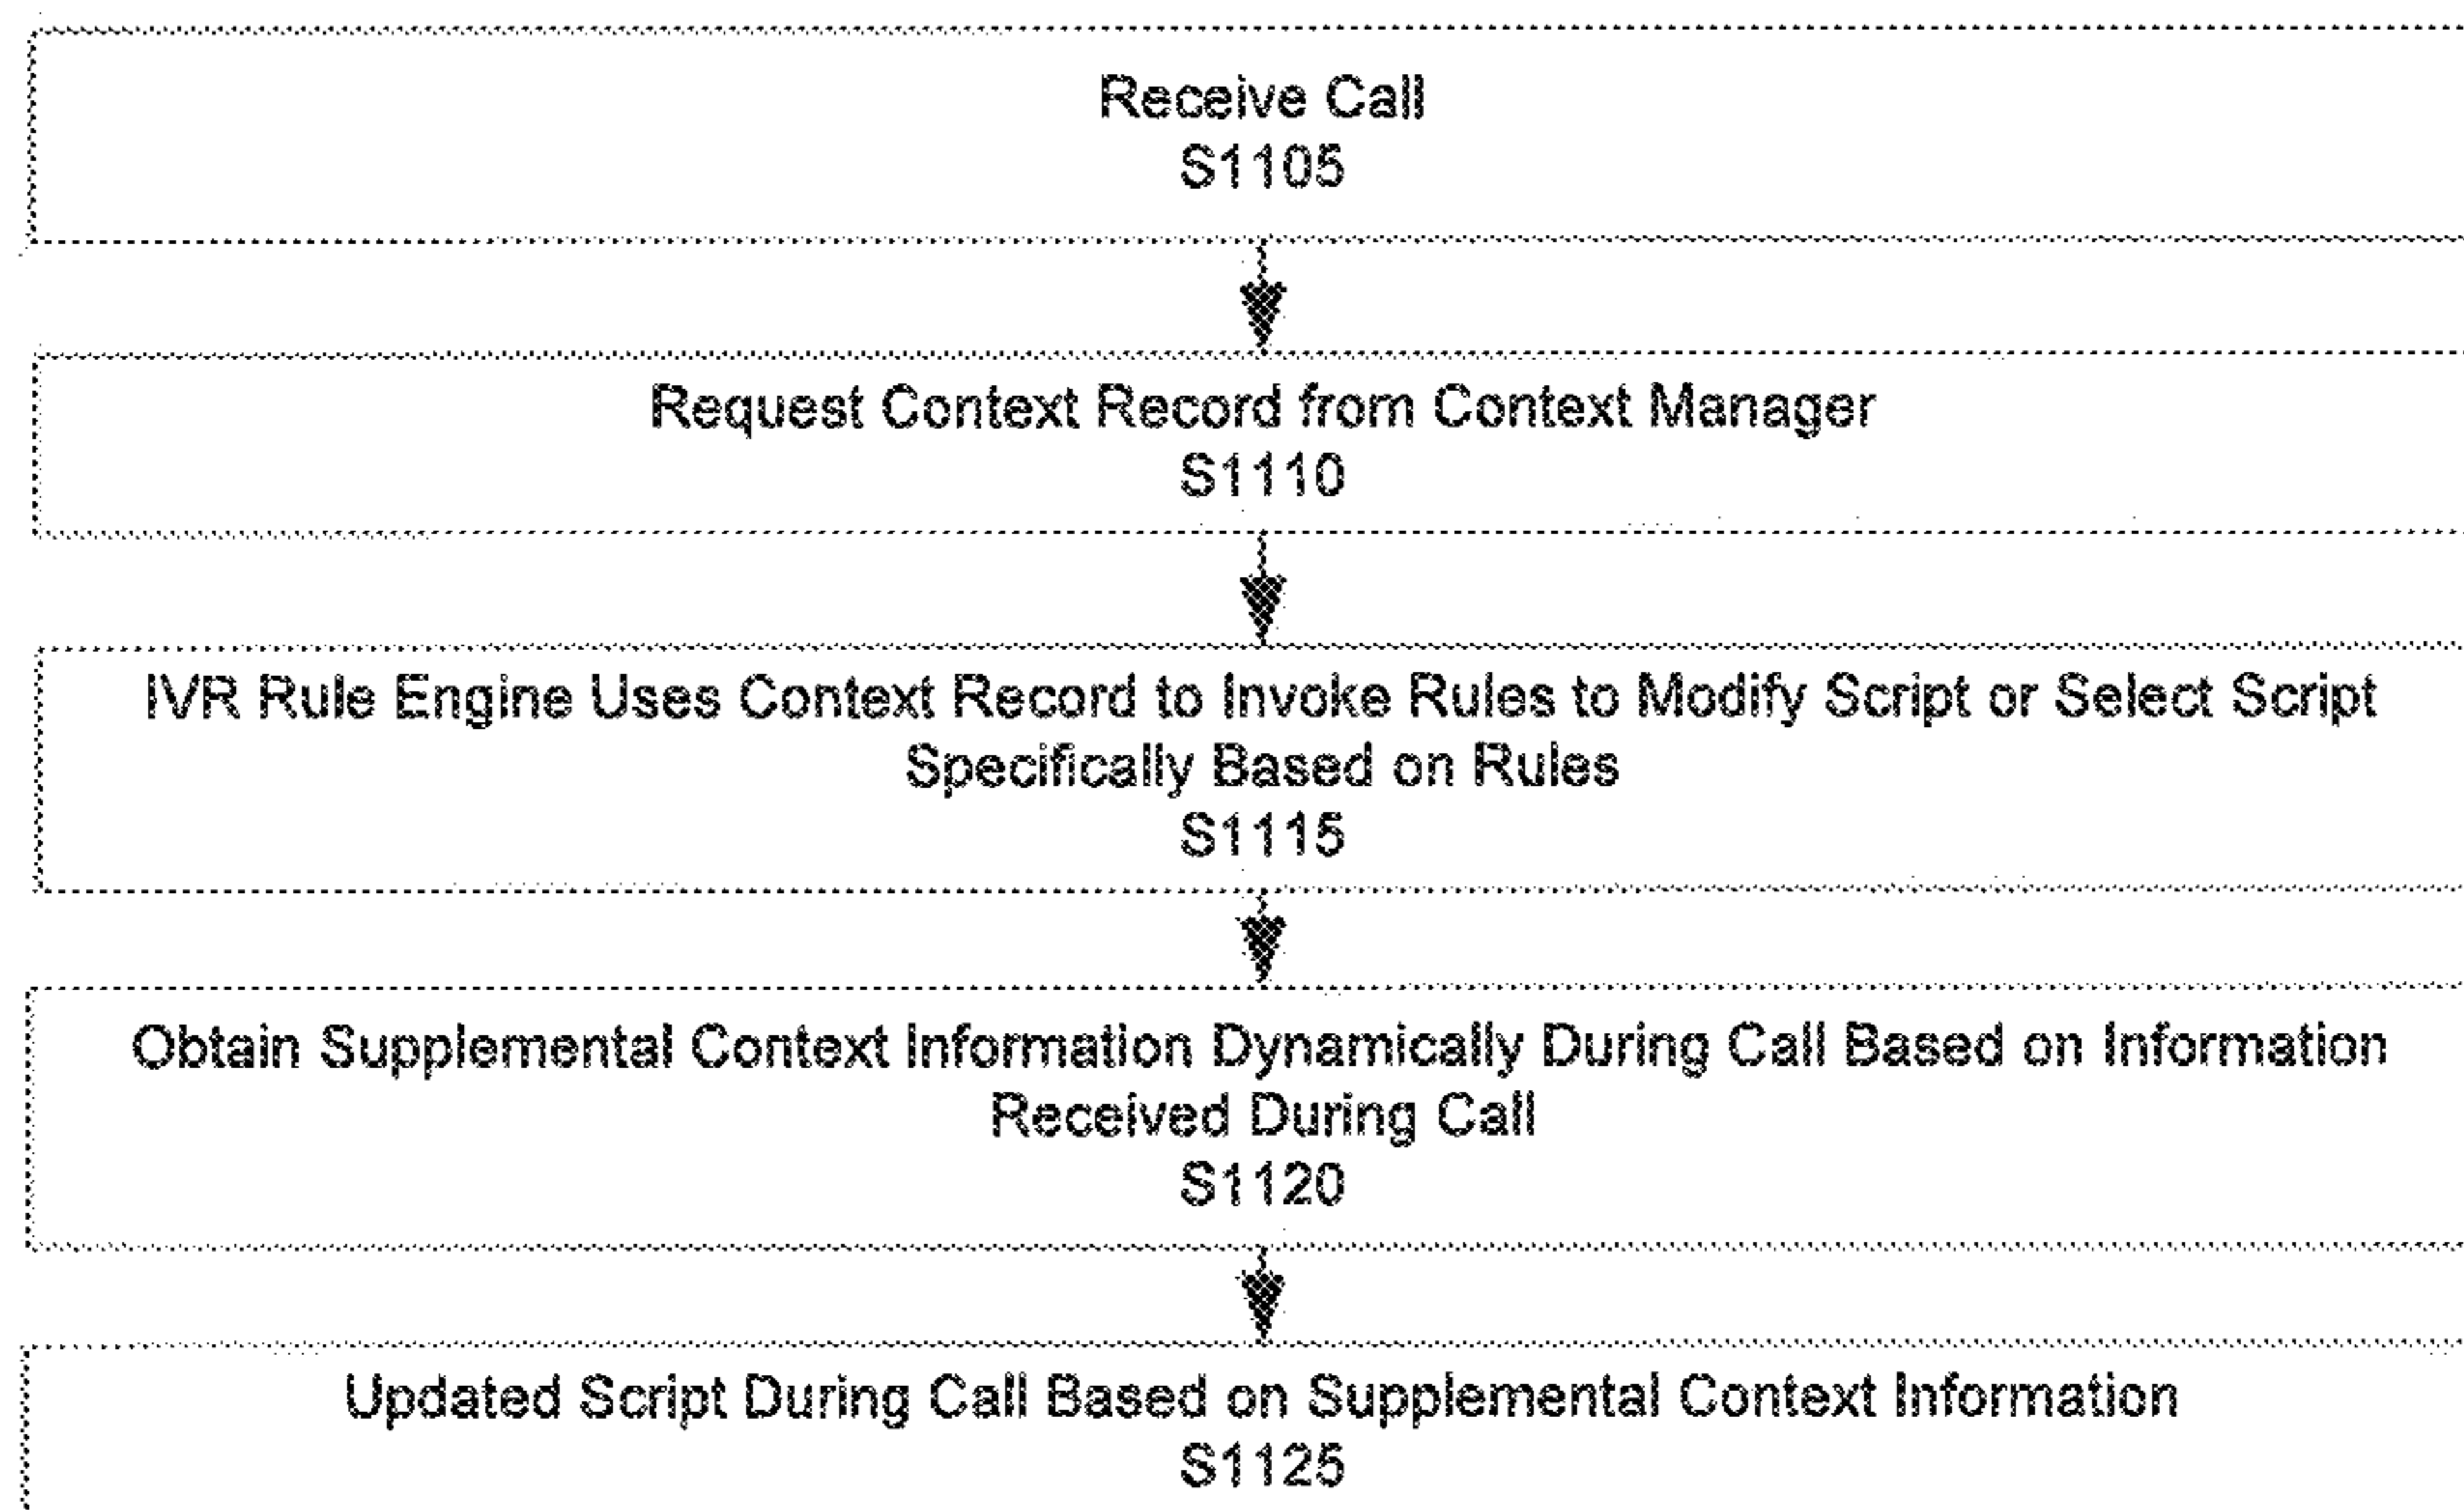 Receive Call
S1105
Request Context Record from Context Manager
S1110
IVR Rule Engine Uses Context Record to Invoke Rules to Modify Script or Select Script
Specifically Based on Rules
S1115
Obtain Supplemental Context Information Dynamically During Call Based on Information
Received During Call
S1120
Updated Script During Call Based on Supplemental Context Information
S1125